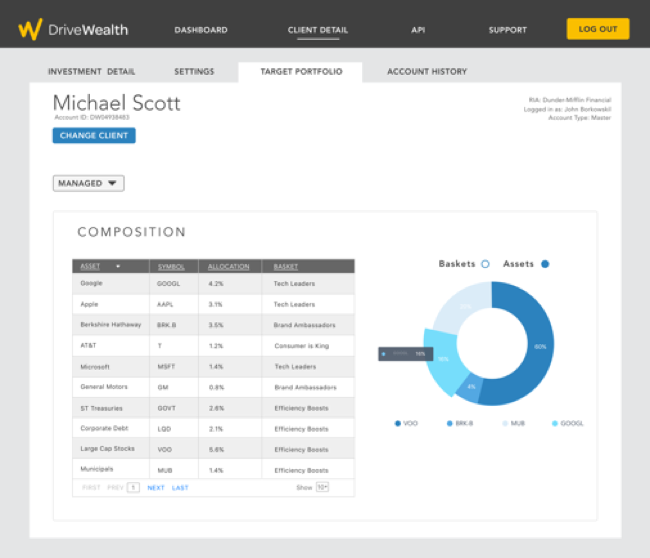 DriveWealth
DASHBOARD CLIENT DETAIL API SUPPORT LOG OUT
INVESTMENT DETAIL SETTINGS TARGET PORTFOLIO ACCOUNT HISTORY
Michael Scott
Account ID: DW04938483
CHANGE CLIENT
RIA: Dunder-Mifflin Financial
Logged in as: John Borkowskii
Account Type: Master
MANAGED
COMPOSITION
ASSET SYMBOL ALLOCATION BASKET
Google GOOGL 4.2% Tech Leaders
Apple AAPL 3.1% Tech Leaders
Berkshire Hathaway BRK.B 3.5% Brand Ambassadors
AT&T T 1.2% Consumer is King
Microsoft MSFT 1.4% Tech Leaders
General Motors GM 0.8% Brand Ambassadors
ST Treasuries GOVT 2.6% Efficiency Boosts
Corporate Debt LQD 2.1% Efficiency Boosts
Large Cap Stocks VOO 5.6% Efficiency Boosts
Municipals MUB 1.4% Efficiency Boosts
FIRST PREV 1 NEXT LAST Show 10
Baskets Assets
60%
4%
VOO BRK-B MUB GOOGL